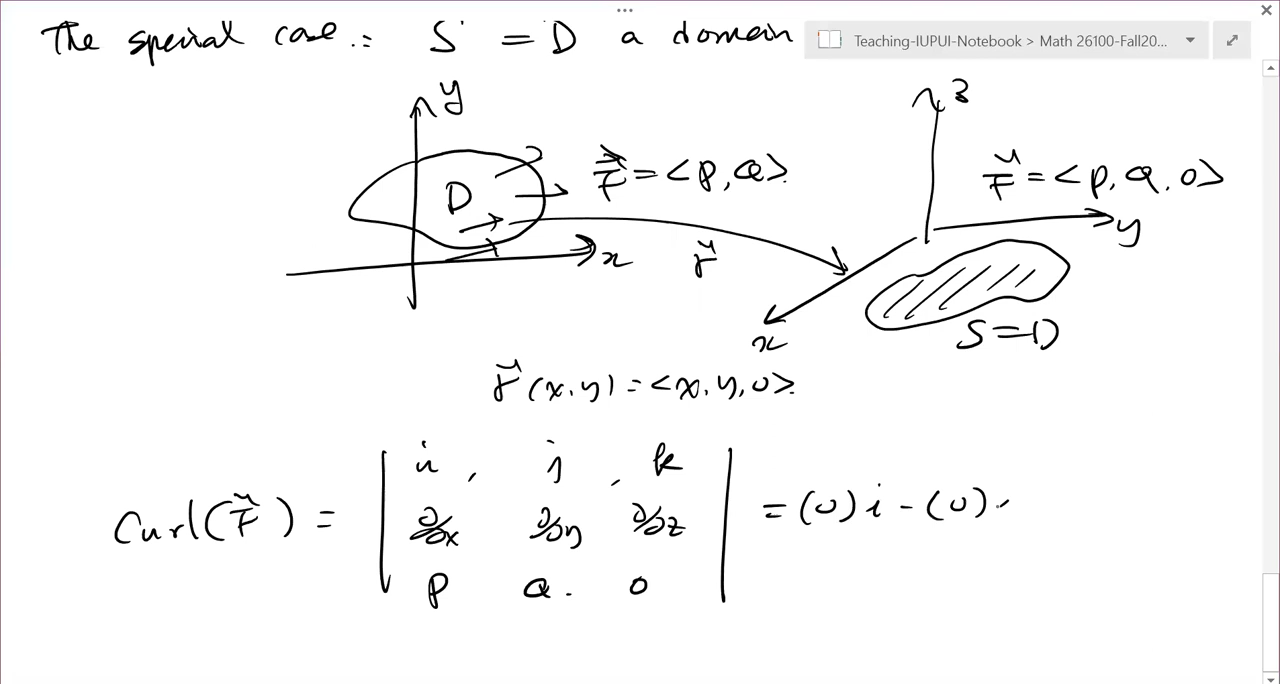 The special case: S = D a domain
Teaching-IUPUI-Notebook > Math 26100-Fall20...
y
z
D
F = <P, Q>
F = <P, Q, 0>
y
x
r
x
S = D
r(x, y) = <x, y, 0>
i , j , k
Curl(F) = ∂/∂x ∂/∂y ∂/∂z = (0)i - (0)
P Q. 0